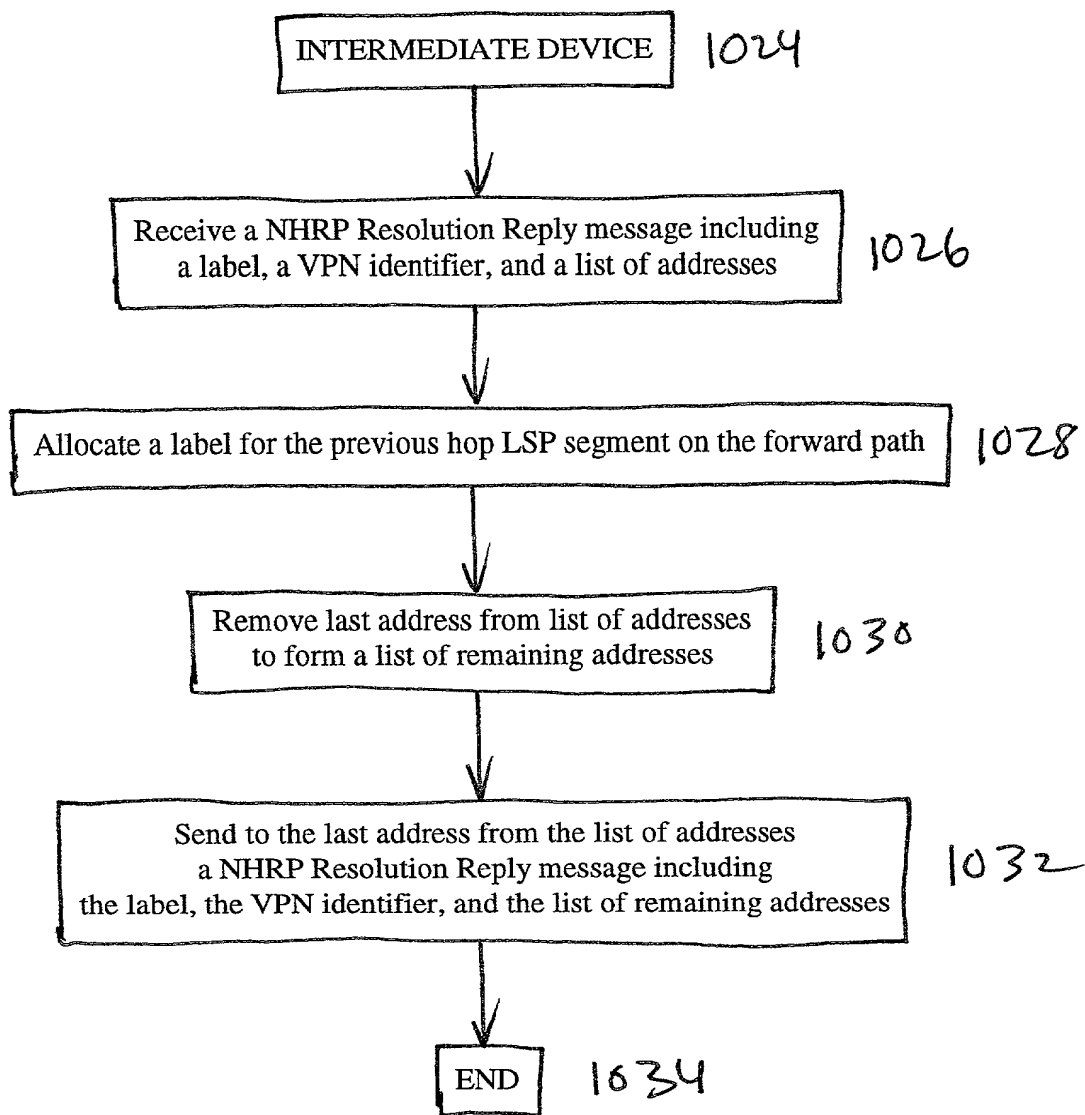 INTERMEDIATE DEVICE 1024
Receive a NHRP Resolution Reply message including
a label, a VPN identifier, and a list of addresses
1026
Allocate a label for the previous hop LSP segment on the forward path 1028
Remove last address from list of addresses
to form a list of remaining addresses
1030
Send to the last address from the list of addresses
a NHRP Resolution Reply message including
the label, the VPN identifier, and the list of remaining addresses
1032
END 1034